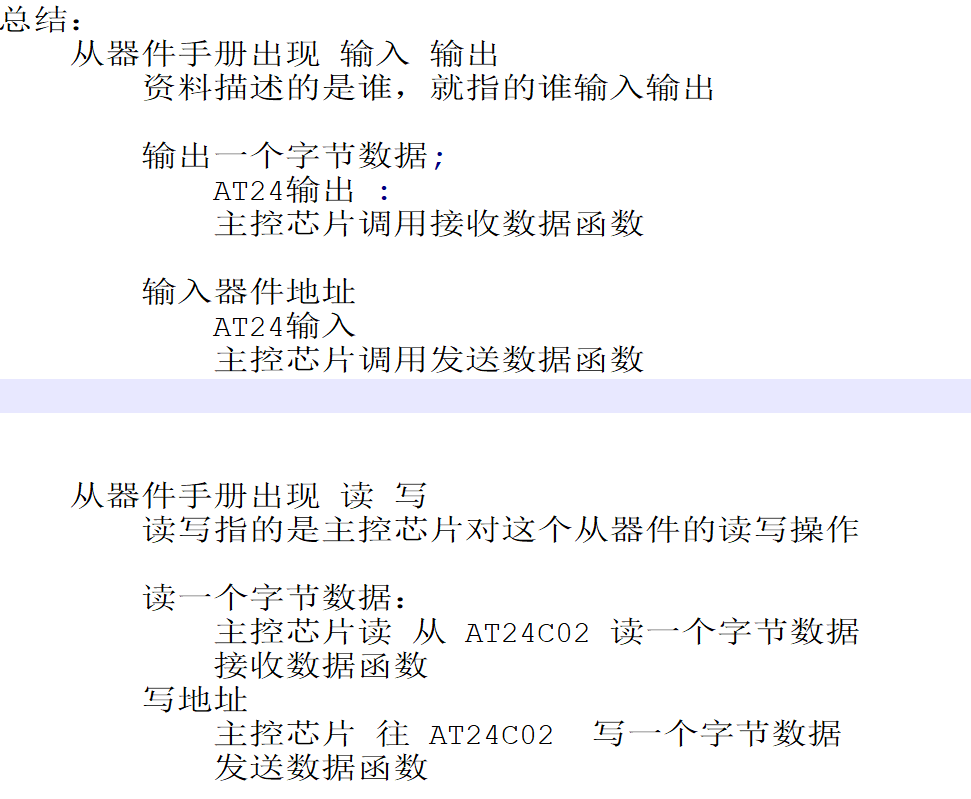 总结:
从器件手册出现 输入 输出
资料描述的是谁，就指的谁输入输出
输出一个字节数据;
AT24输出 :
主控芯片调用接收数据函数
输入器件地址
AT24输入
主控芯片调用发送数据函数
从器件手册出现 读 写
读写指的是主控芯片对这个从器件的读写操作
读一个字节数据:
主控芯片读 从 AT24C02 读一个字节数据
接收数据函数
写地址
主控芯片 往 AT24C02  写一个字节数据
发送数据函数